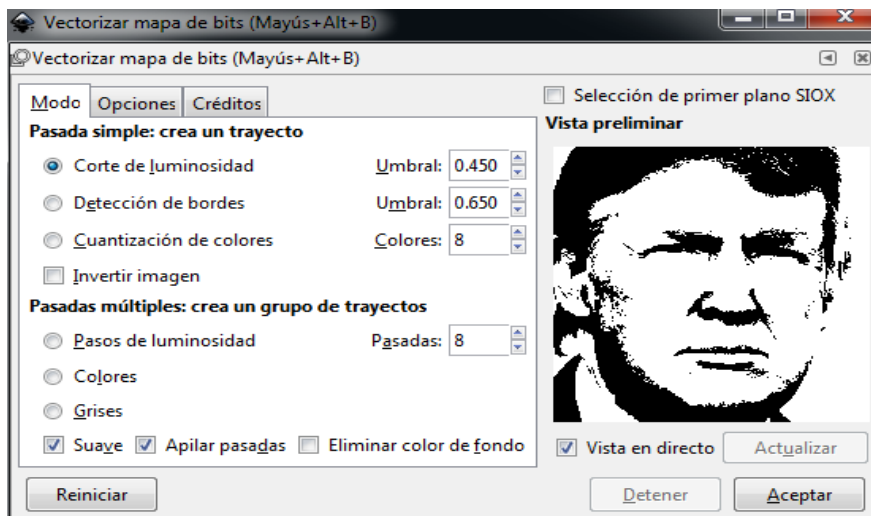 Vectorizar mapa de bits (Mayús+Alt+B)
Vectorizar mapa de bits (Mayús+Alt+B)
Modo Opciones Créditos
Pasada simple: crea un trayecto
Corte de luminosidad Umbral: 0.450
Detección de bordes Umbral: 0.650
Cuantización de colores Colores: 8
Invertir imagen
Pasadas múltiples: crea un grupo de trayectos
Pasos de luminosidad Pasadas: 8
Colores
Grises
Suave Apilar pasadas Eliminar color de fondo
Selección de primer plano SIOX
Vista preliminar
Vista en directo Actualizar
Reiniciar Detener Aceptar